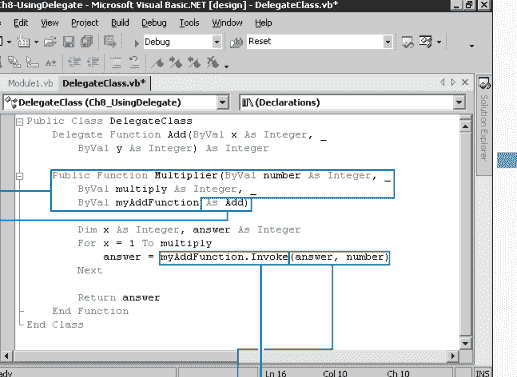 Ch8-UsingDelegate - Microsoft Visual Basic.NET [design] - DelegateClass.vb*
Edit View Project Build Debug Tools Window Help
Debug Reset
Module1.vb DelegateClass.vb*
DelegateClass (Ch8_UsingDelegate) (Declarations)
Solution Explorer
Public Class DelegateClass
Delegate Function Add(ByVal x As Integer, _
ByVal y As Integer) As Integer
Public Function Multiplier(ByVal number As Integer, _
ByVal multiply As Integer, _
ByVal myAddFunction As Add)
Dim x As Integer, answer As Integer
For x = 1 To multiply
answer = myAddFunction.Invoke(answer, number)
Next
Return answer
End Function
End Class
Ln 16 Col 10 Ch 10 INS